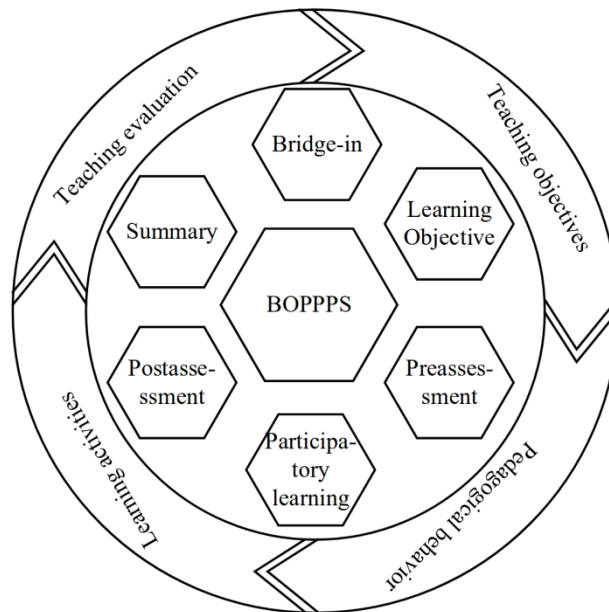 Teaching evaluation
Teaching objectives
Bridge-in
Summary
Learning
Objective
BOPPPS
Postasse-
ssment
Preasses-
sment
Participa-
tory
learning
Learning activities
Pedagogical behavior